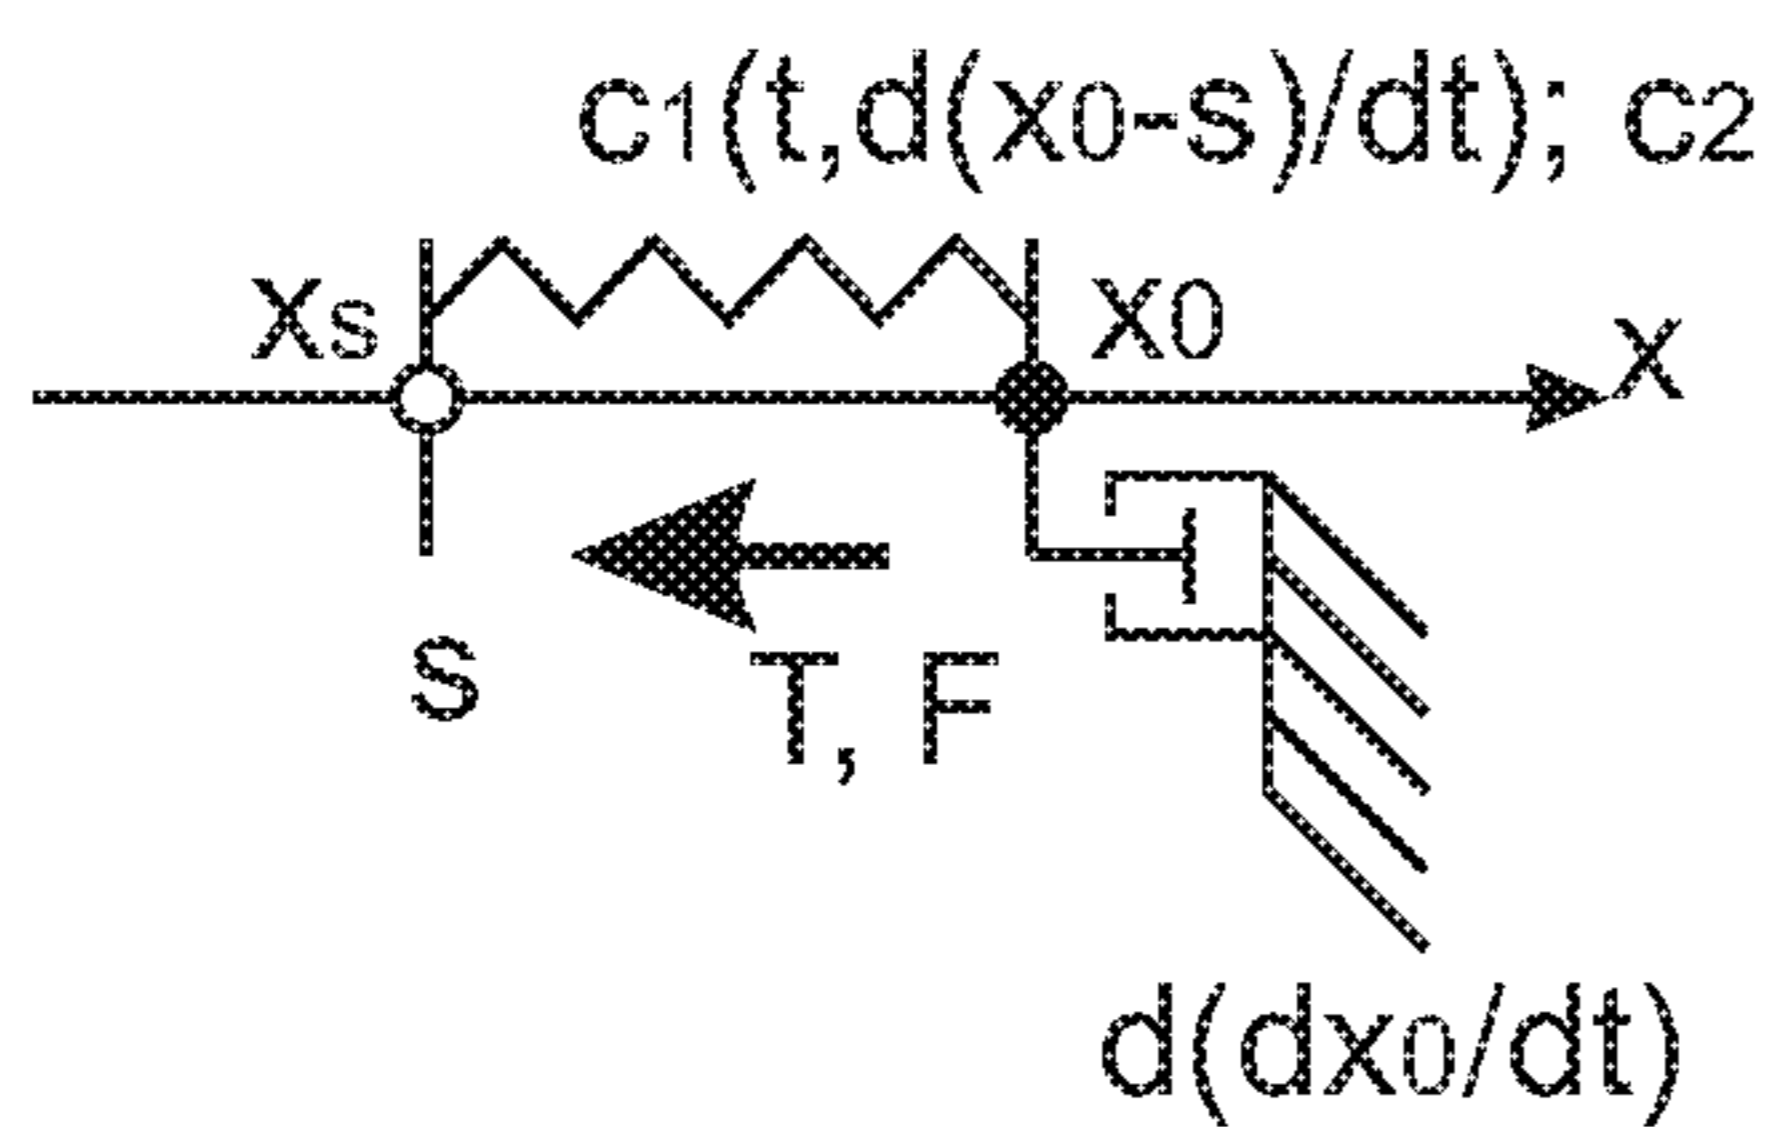 c1(t,d(x0-s)/dt); c2
xs
x0
x
s
T, F
d(dx0/dt)